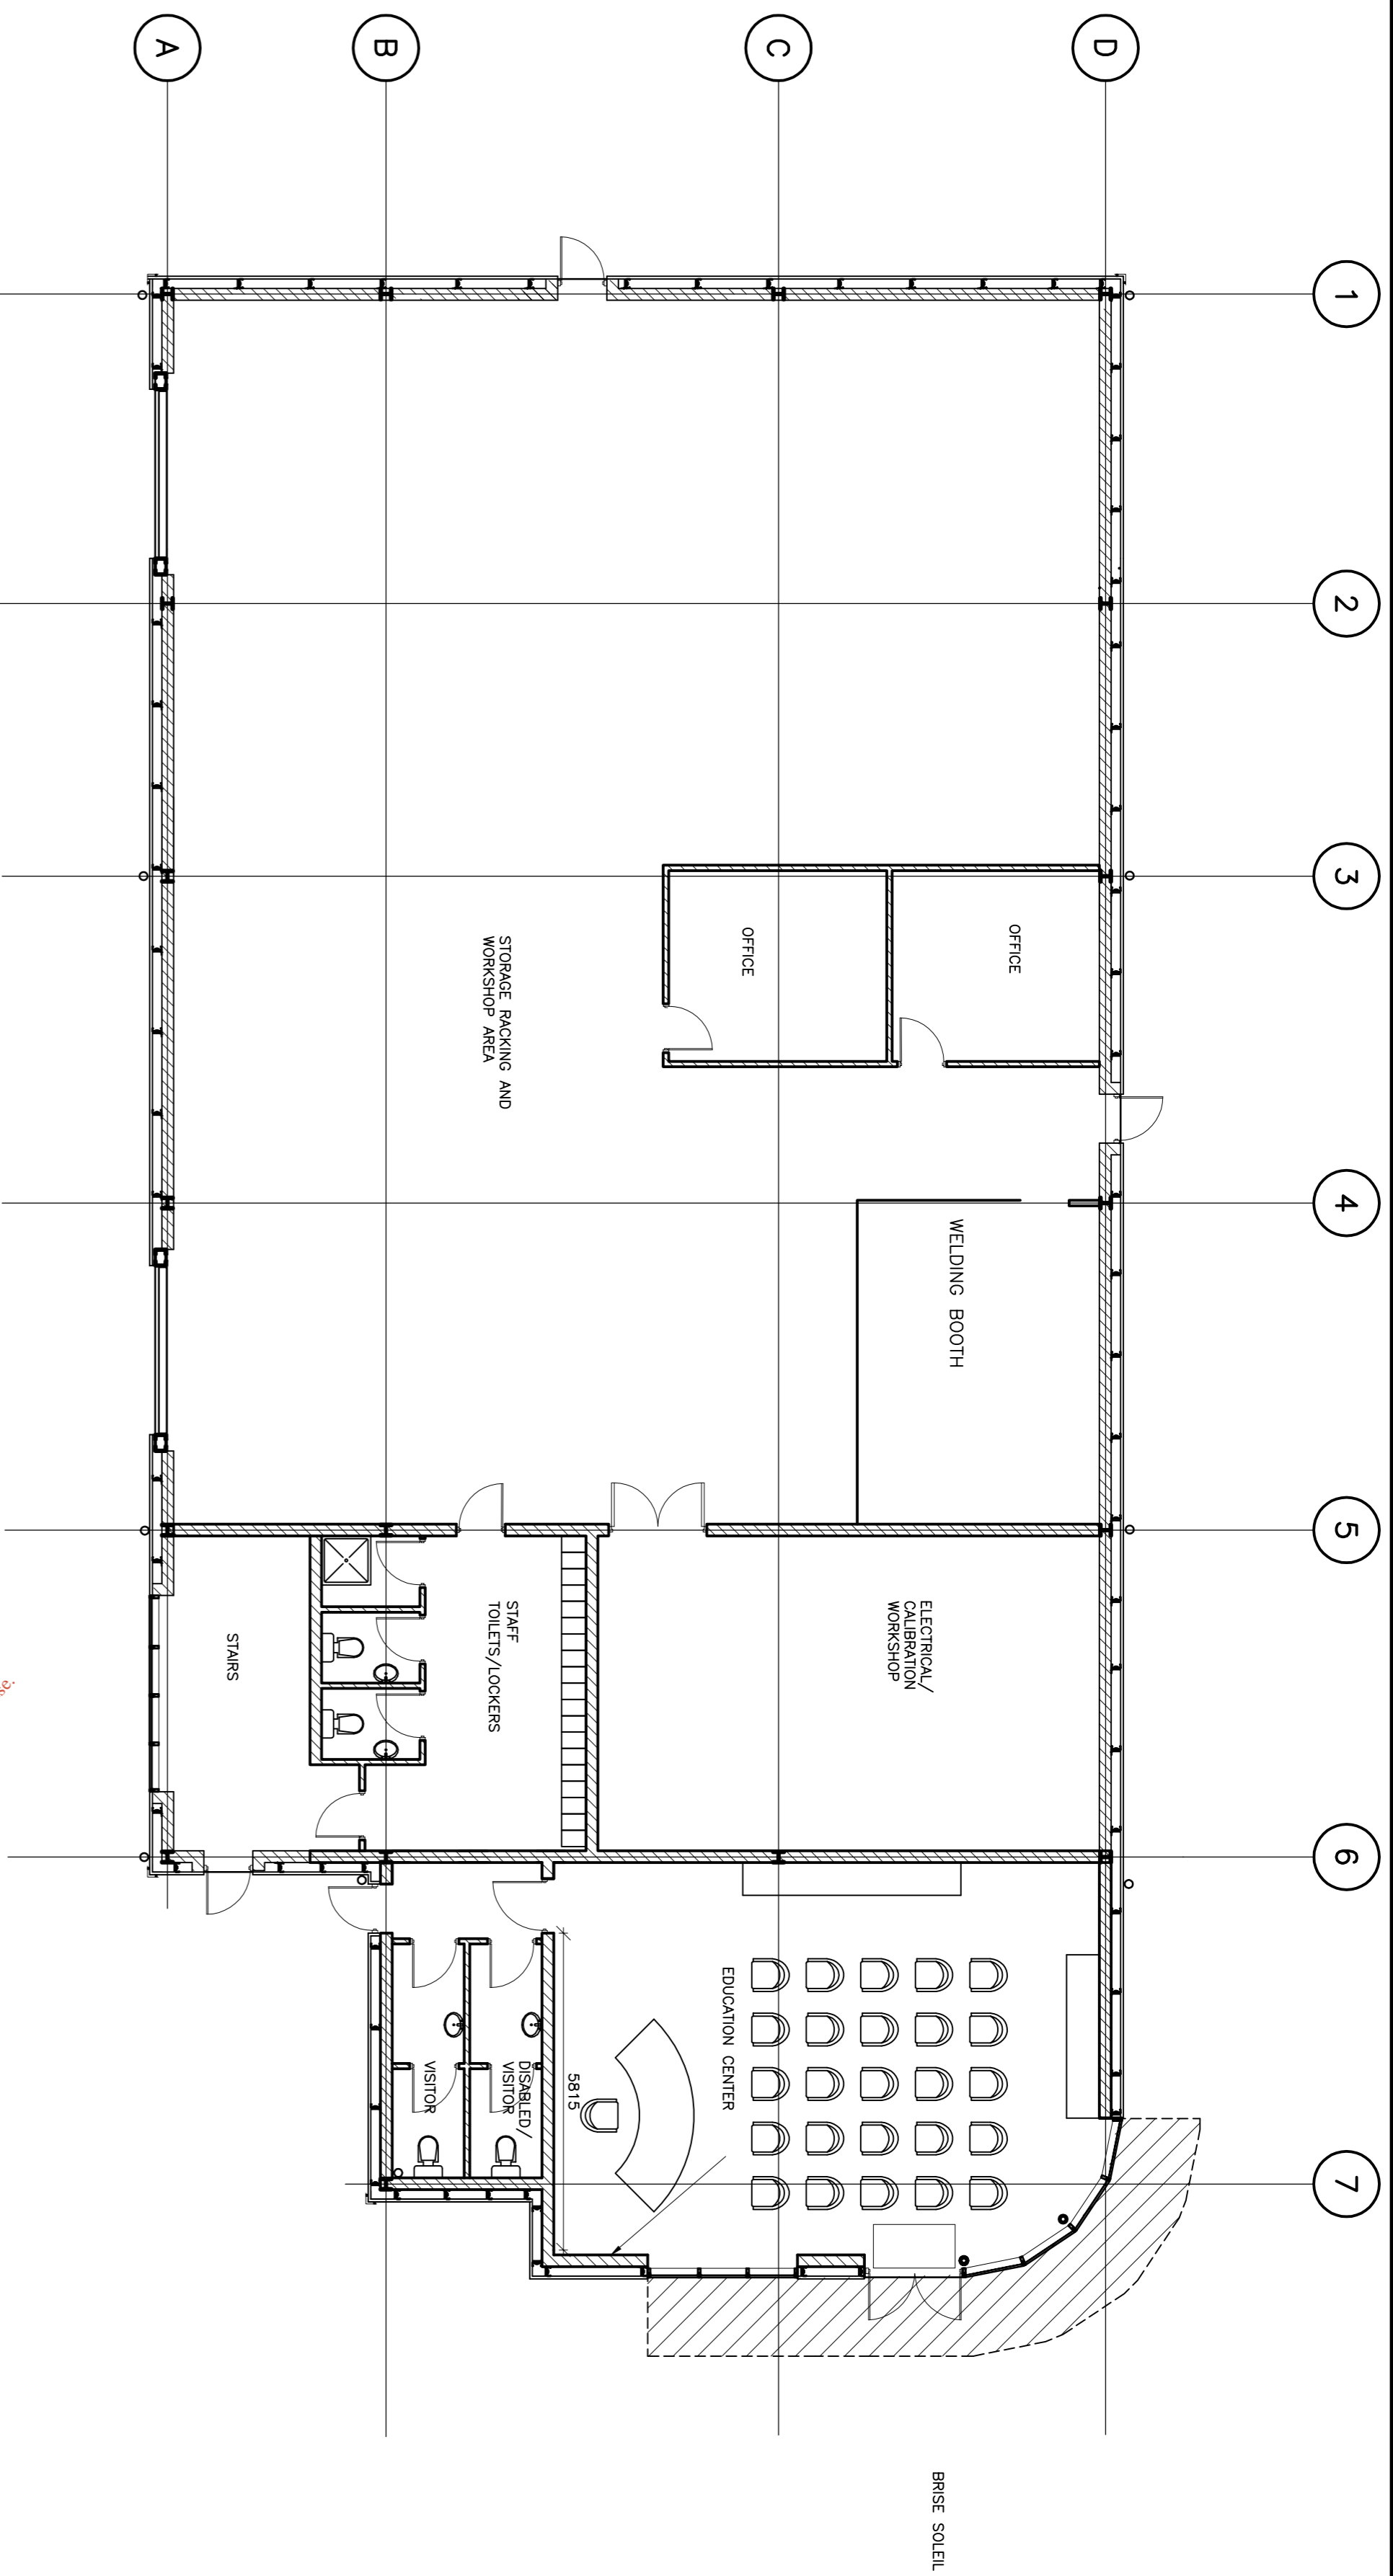 A
B
C
D
1
2
3
4
5
6
7
OFFICE
OFFICE
STORAGE RACKING AND
WORKSHOP AREA
WELDING BOOTH
ELECTRICAL/
CALIBRATION
WORKSHOP
STAFF
TOILETS/LOCKERS
STAIRS
EDUCATION CENTER
DISABLED/
VISITOR
VISITOR
5815
BRISE SOLEIL